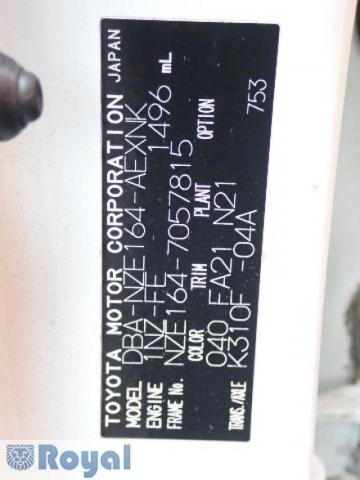 TOYOTA MOTOR CORPORATION JAPAN
MODEL DBA-NZE164-AEXNK
ENGINE 1NZ-FE 1496 mL
FRAME No. NZE164-7057815
COLOR TRIM PLANT OPTION
040 FA21 N21 753
TRANS./AXLE K310F -04A
Royal